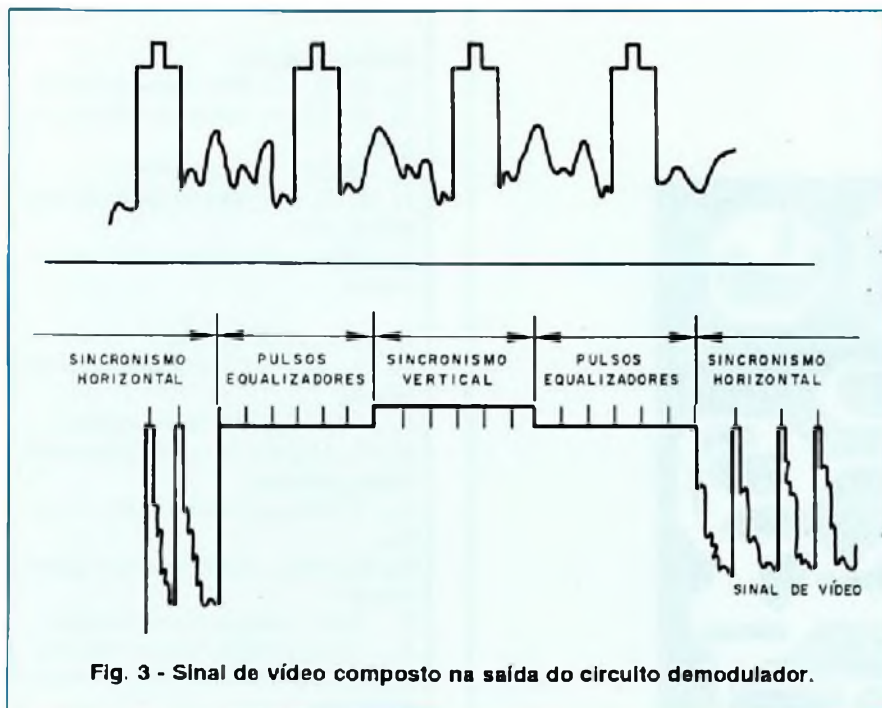 SINCRONISMO HORIZONTAL
PULSOS EQUALIZADORES
SINCRONISMO VERTICAL
PULSOS EQUALIZADORES
SINCRONISMO HORIZONTAL
SINAL DE VÍDEO
Fig. 3 - Sinal de vídeo composto na saída do circuito demodulador.